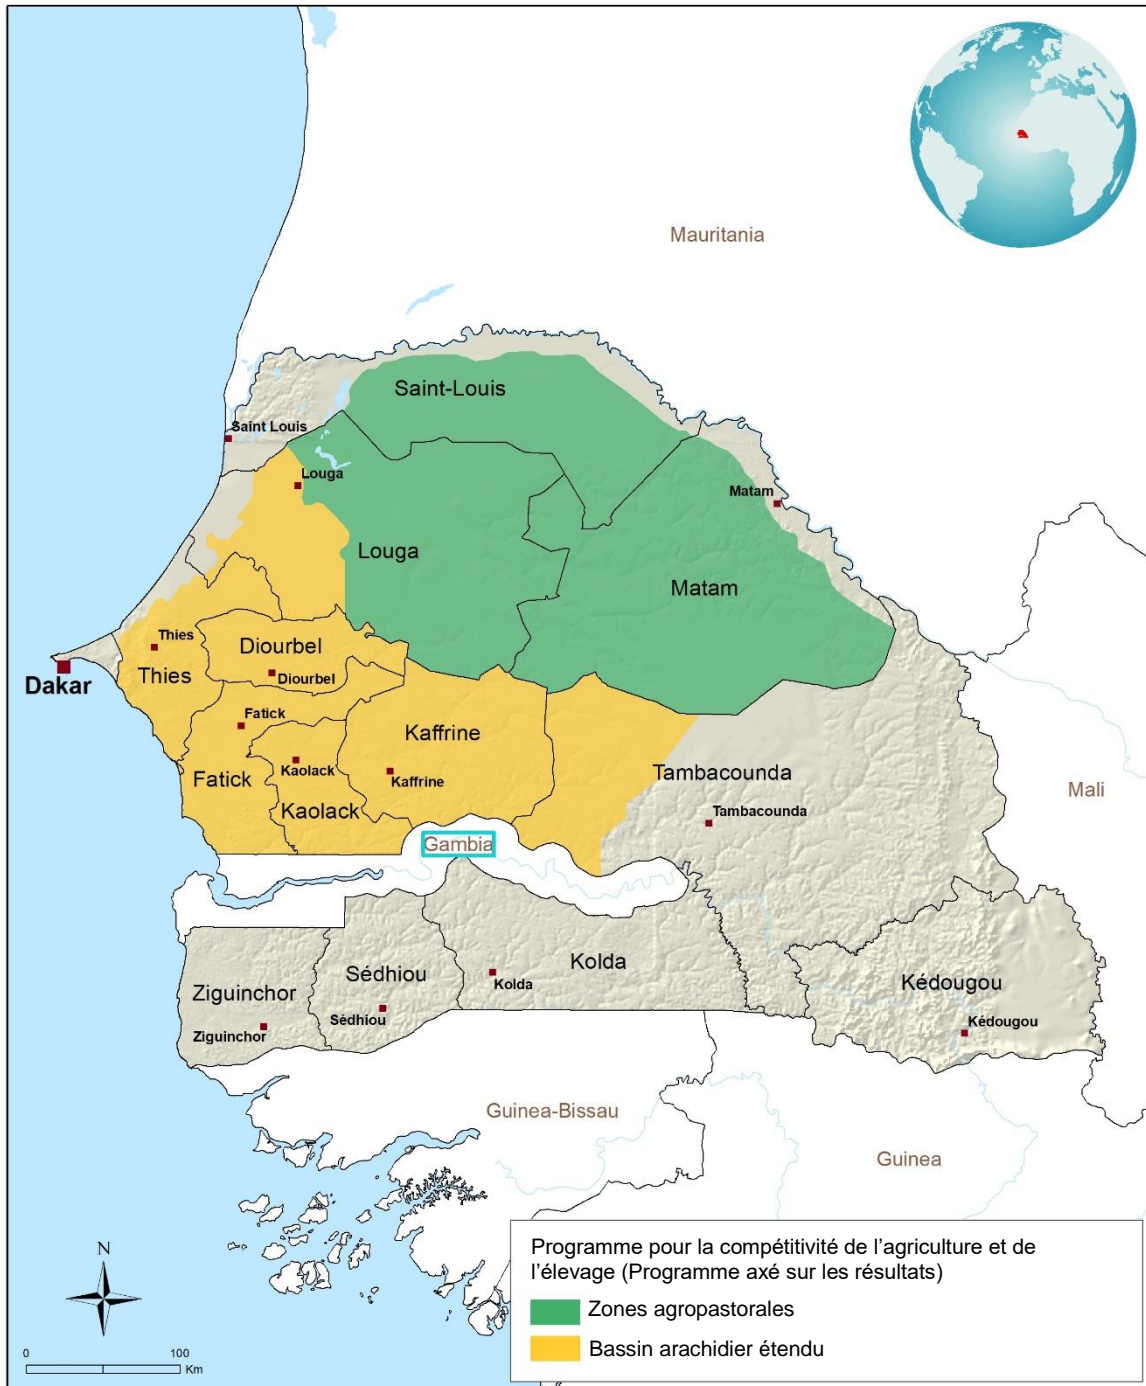 Mauritania
Saint-Louis
Saint Louis
Louga
Matam
Louga
Matam
Thies
Diourbel
Thies
Diourbel
Dakar
Fatick
Kaffrine
Kaolack
Tambacounda
Fatick
Kaffrine
Mali
Kaolack
Tambacounda
Gambia
Kolda
Sédhiou
Kédougou
Kolda
Ziguinchor
Sédhiou
Kédougou
Ziguinchor
Guinea-Bissau
Guinea
Programme pour la compétitivité de l’agriculture et de
l’élevage (Programme axé sur les résultats)
Zones agropastorales
Bassin arachidier étendu
N
0 100
Km